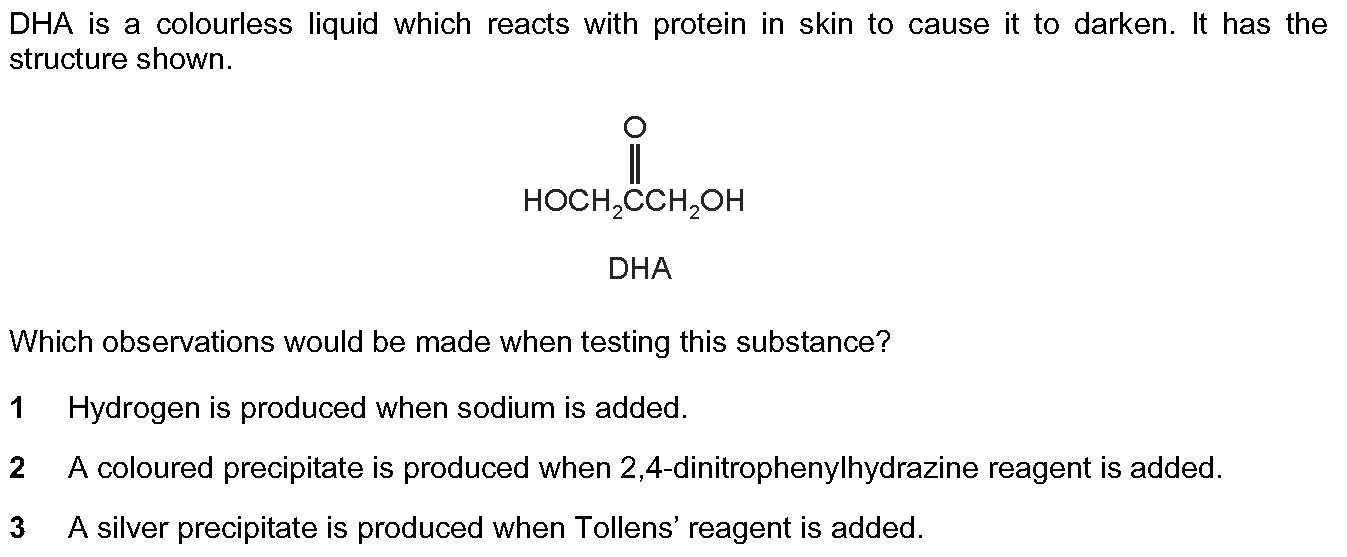 DHA is a colourless liquid which reacts with protein in skin to cause it to darken. It has the
structure shown.
O
HOCH₂CCH₂OH
DHA
Which observations would be made when testing this substance?
1 Hydrogen is produced when sodium is added.
2 A coloured precipitate is produced when 2,4-dinitrophenylhydrazine reagent is added.
3 A silver precipitate is produced when Tollens’ reagent is added.